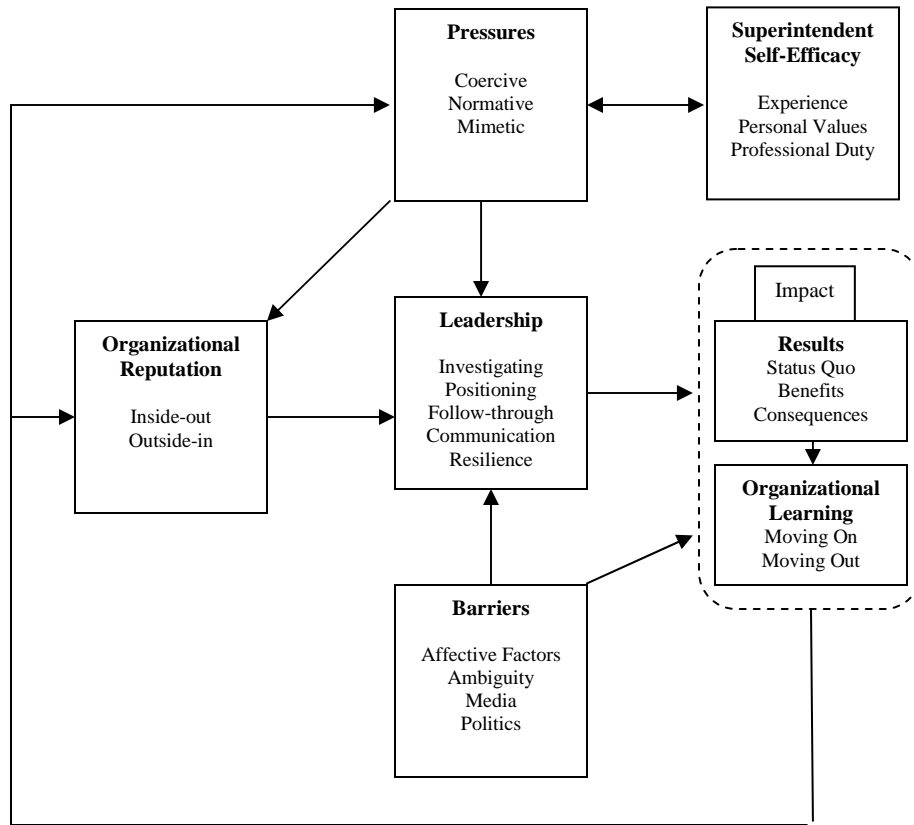 Pressures
Coercive
Normative
Mimetic
Superintendent
Self-Efficacy
Experience
Personal Values
Professional Duty
Organizational
Reputation
Inside-out
Outside-in
Leadership
Investigating
Positioning
Follow-through
Communication
Resilience
Impact
Results
Status Quo
Benefits
Consequences
Organizational
Learning
Moving On
Moving Out
Barriers
Affective Factors
Ambiguity
Media
Politics